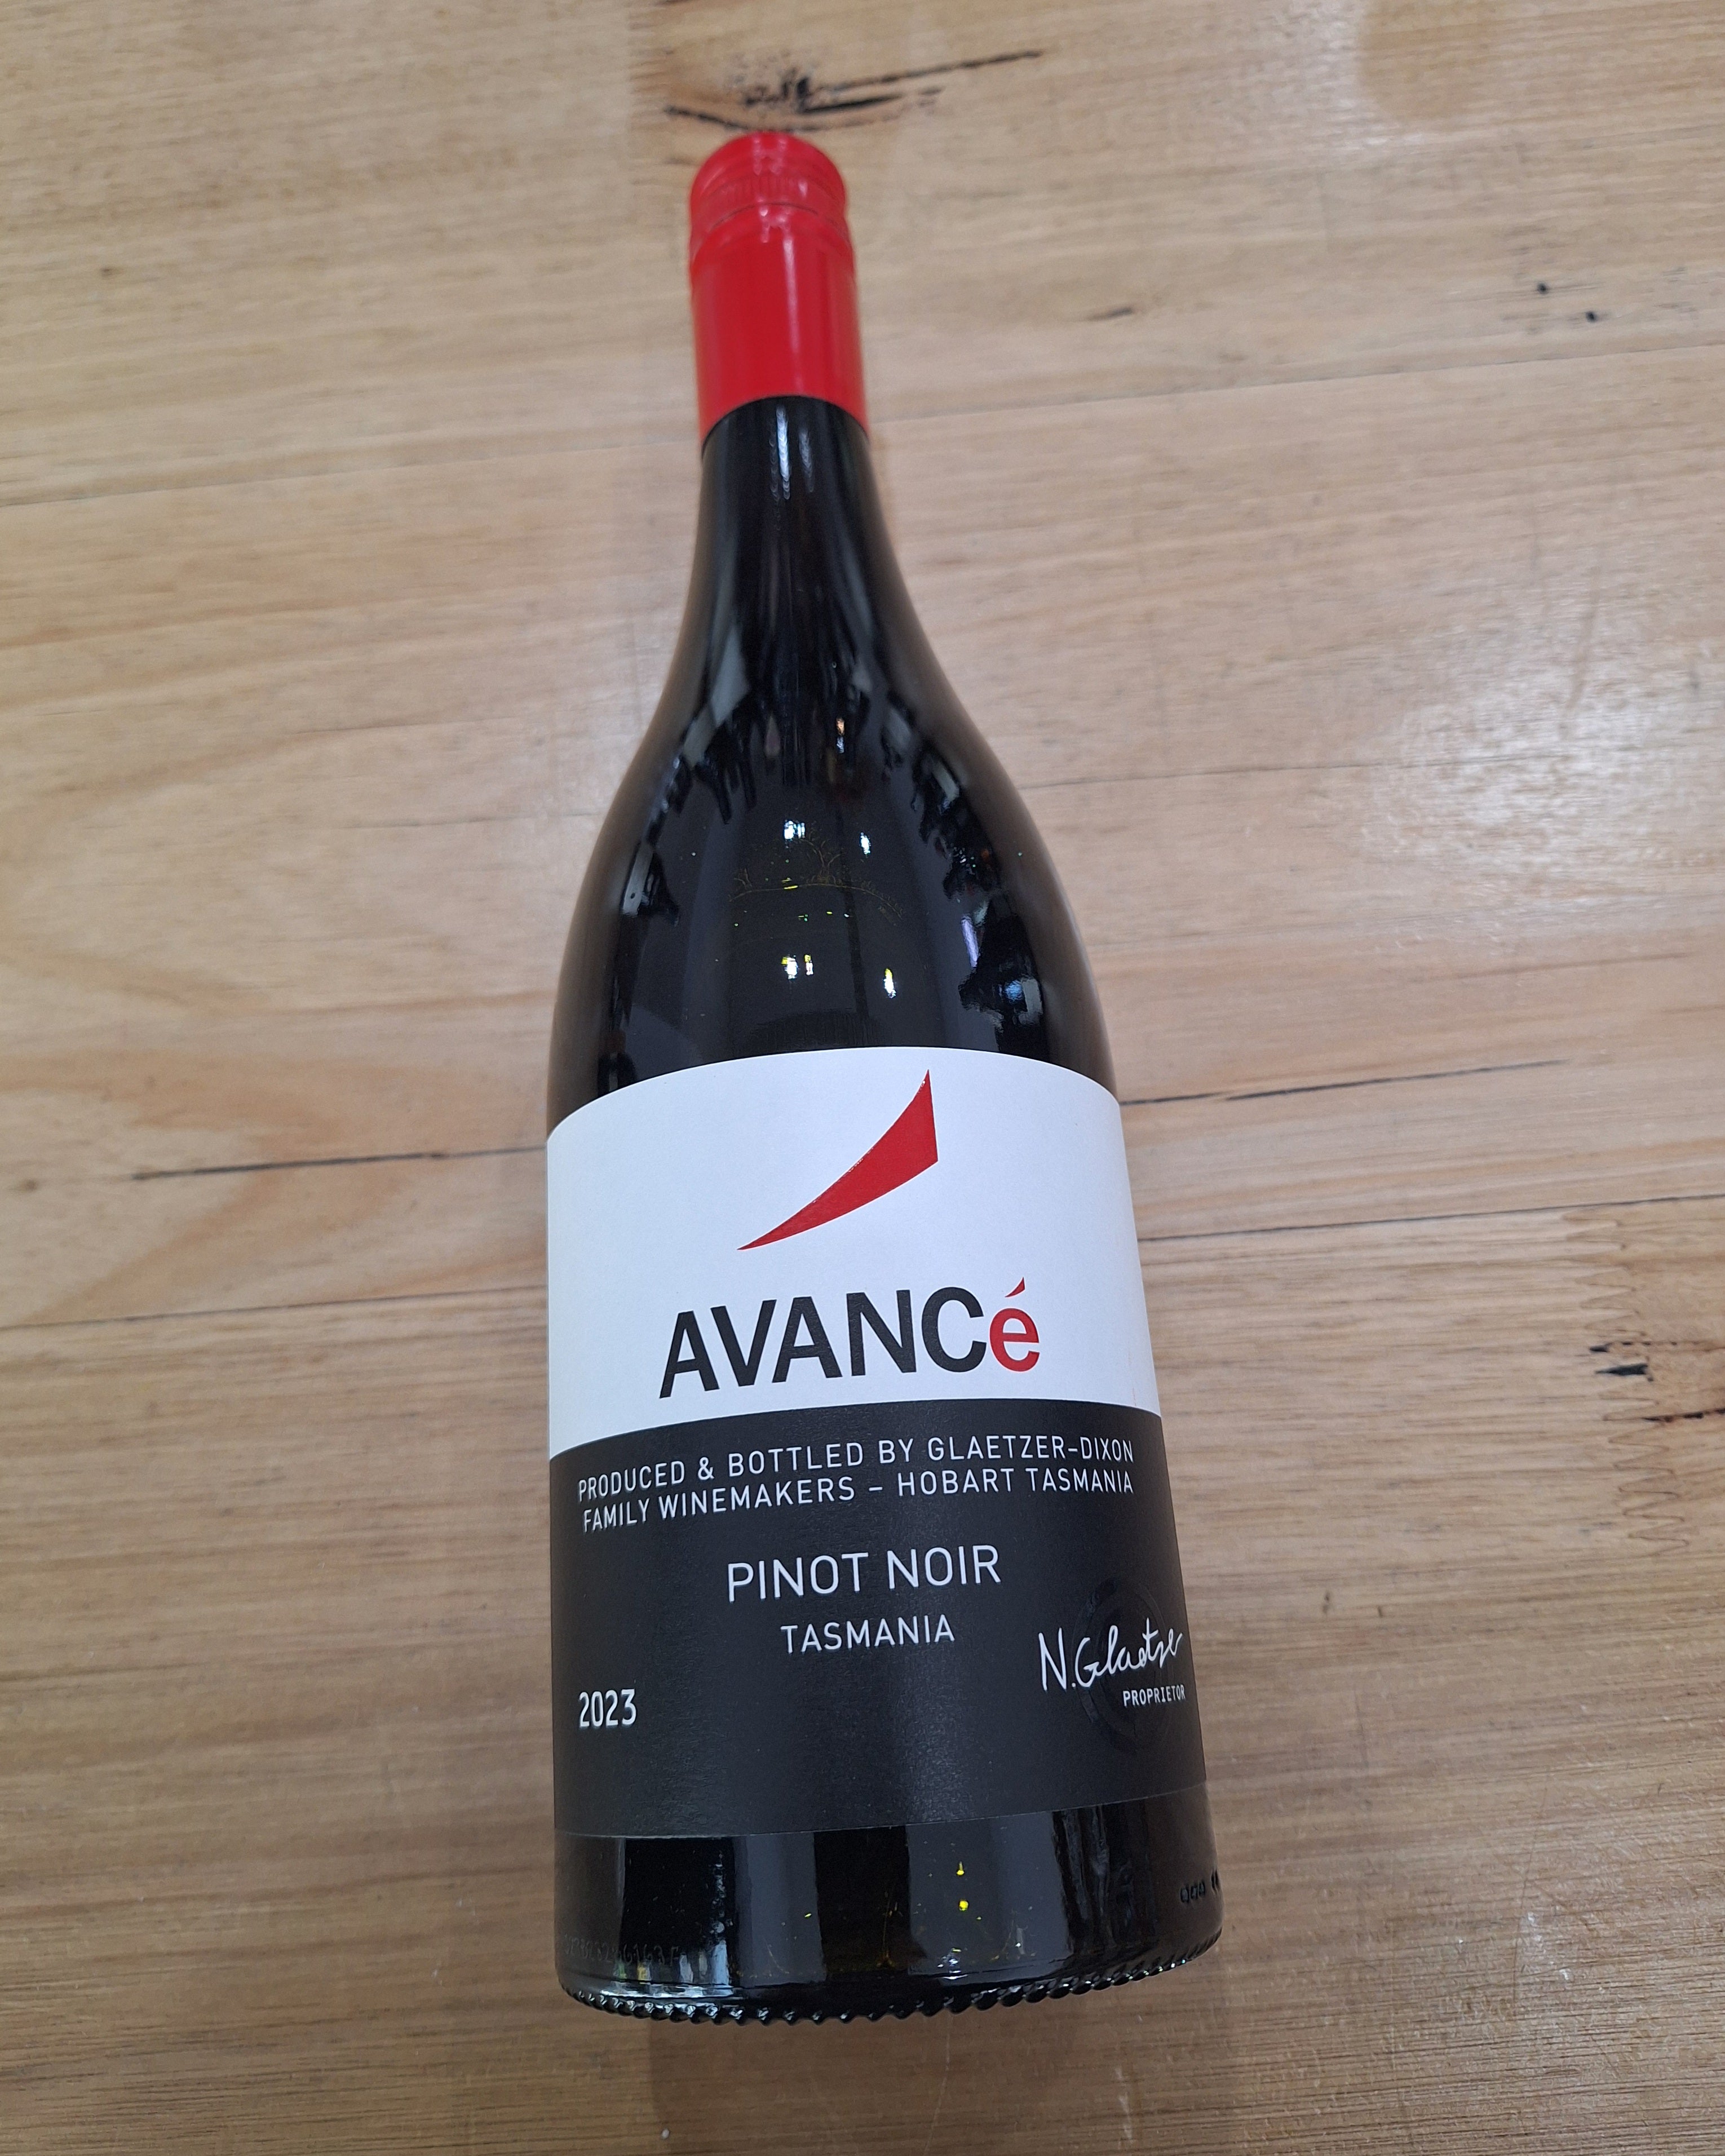 AVANCé
PRODUCED & BOTTLED BY GLAETZER-DIXON
FAMILY WINEMAKERS – HOBART TASMANIA
PINOT NOIR
TASMANIA
N.Glaetzer
PROPRIETOR
2023